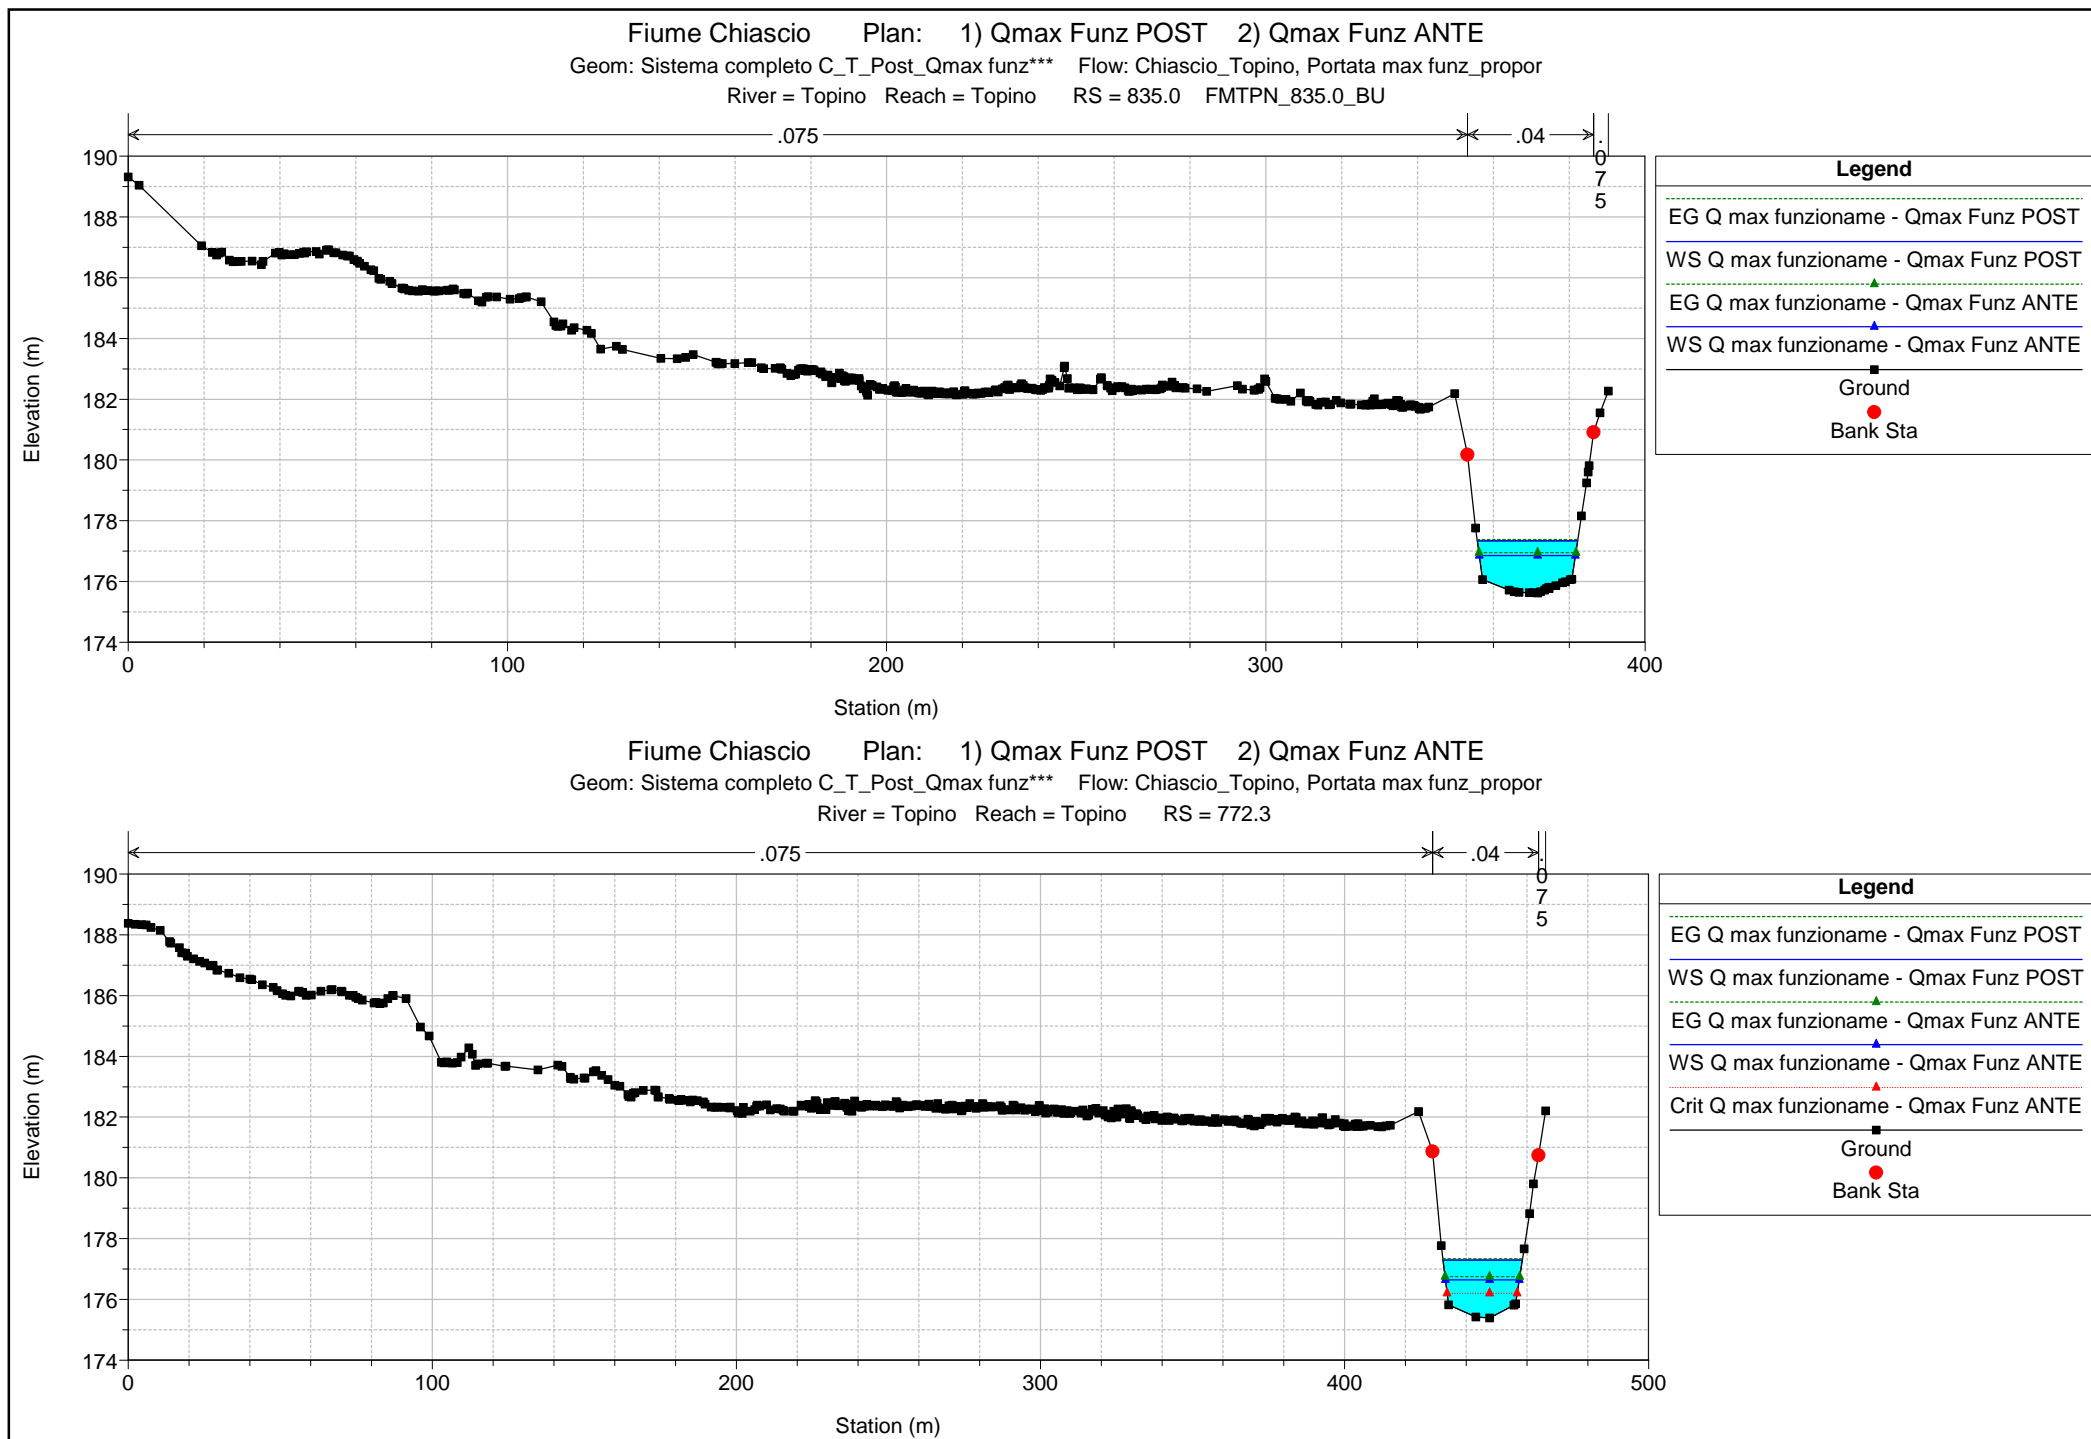 Fiume Chiascio Plan: 1) Qmax Funz POST 2) Qmax Funz ANTE
Geom: Sistema completo C_T_Post_Qmax funz*** Flow: Chiascio_Topino, Portata max funz_propor
River = Topino Reach = Topino RS = 835.0 FMTPN_835.0_BU
.075
.04
.075
190
188
186
184
182
180
178
176
174
Elevation (m)
0 100 200 300 400
Station (m)
Legend
EG Q max funzioname - Qmax Funz POST
WS Q max funzioname - Qmax Funz POST
EG Q max funzioname - Qmax Funz ANTE
WS Q max funzioname - Qmax Funz ANTE
Ground
Bank Sta
Fiume Chiascio Plan: 1) Qmax Funz POST 2) Qmax Funz ANTE
Geom: Sistema completo C_T_Post_Qmax funz*** Flow: Chiascio_Topino, Portata max funz_propor
River = Topino Reach = Topino RS = 772.3
.075
.04
.075
190
188
186
184
182
180
178
176
174
Elevation (m)
0 100 200 300 400 500
Station (m)
Legend
EG Q max funzioname - Qmax Funz POST
WS Q max funzioname - Qmax Funz POST
EG Q max funzioname - Qmax Funz ANTE
WS Q max funzioname - Qmax Funz ANTE
Crit Q max funzioname - Qmax Funz ANTE
Ground
Bank Sta